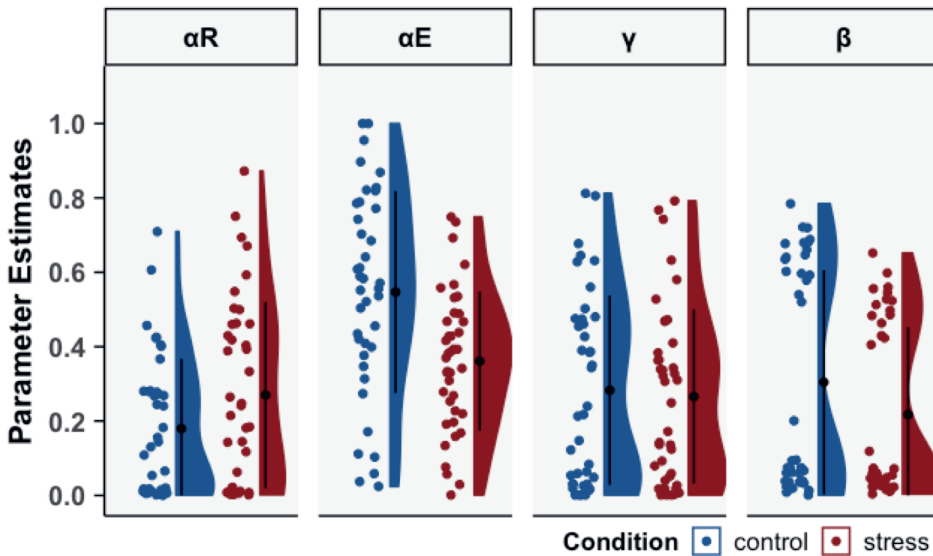 αR αE γ β
Parameter Estimates
1.0
0.8
0.6
0.4
0.2
0.0
Condition control stress